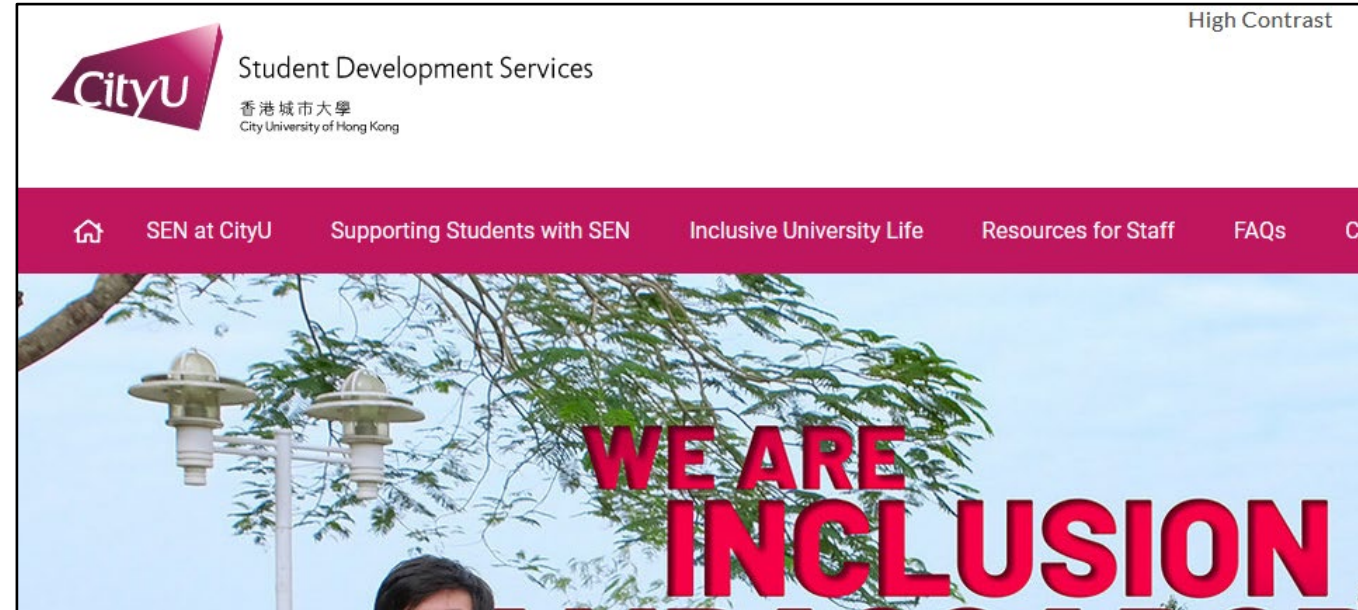 High Contrast
CityU
Student Development Services
香港城市大學
City University of Hong Kong
SEN at CityU Supporting Students with SEN Inclusive University Life Resources for Staff FAQs C
WE ARE
INCLUSION